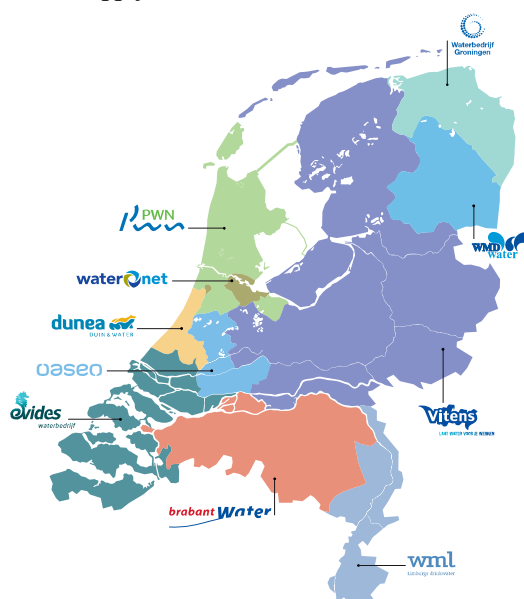 Waterbedrijf
Groningen
PWN
WMD
water
waternet
dunea
DUIN & WATER
oasen
evides
waterbedrijf
Vitens
brabant Water
wml